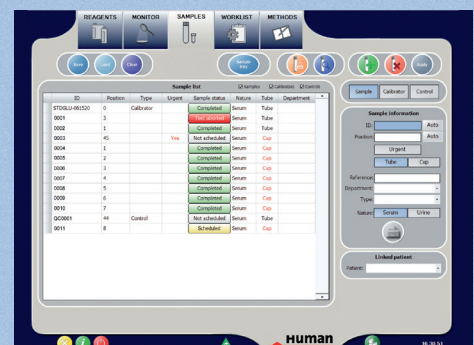 REAGENTS MONITOR SAMPLES WORKLIST METHODS
Save Load Clear Sample Tray Ready
Sample list Samples Calibrators Controls
ID Position Type Urgent Sample status Nature Tube Department
STDGLU-061520 0 Calibrator Completed Serum Tube
0001 3 Test aborted Serum Tube
0002 1 Completed Serum Tube
0003 45 Yes Not scheduled Serum Cup
0004 1 Completed Serum Cup
0005 2 Completed Serum Cup
0006 3 Completed Serum Cup
0007 4 Completed Serum Cup
0008 5 Completed Serum Cup
0009 6 Completed Serum Cup
0010 7 Completed Serum Cup
QC0001 44 Control Not scheduled Serum Tube
0011 8 Scheduled Serum Cup
Sample Calibrator Control
Sample information
ID: Auto
Position: Auto
Urgent
Tube Cup
Reference:
Department:
Type:
Nature: Serum Urine
Linked patient
Patient:
Human
16:30:51